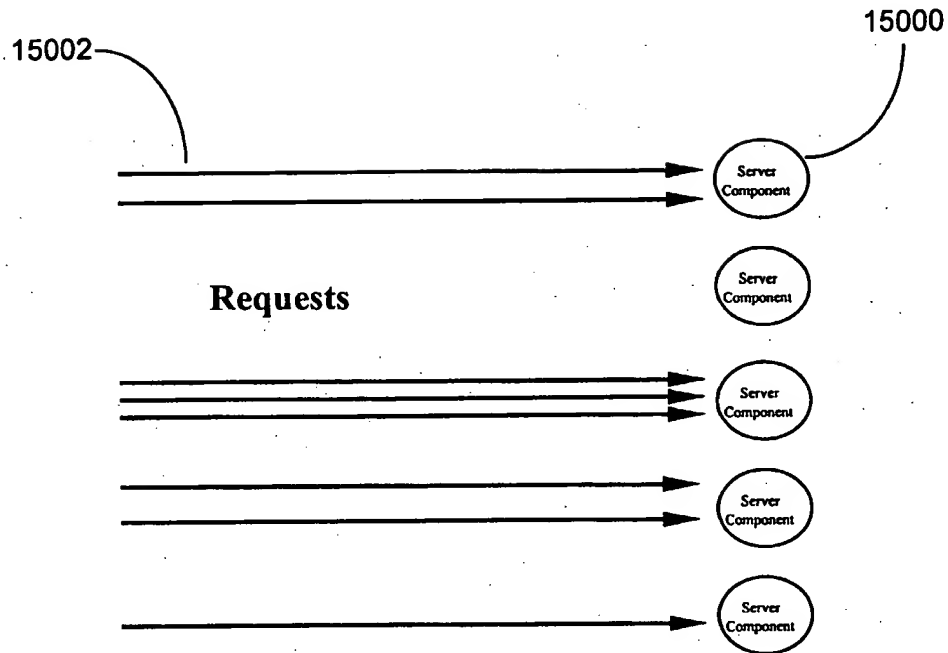 15000
15002
Server
Component
Server
Component
Requests
Server
Component
Server
Component
Server
Component